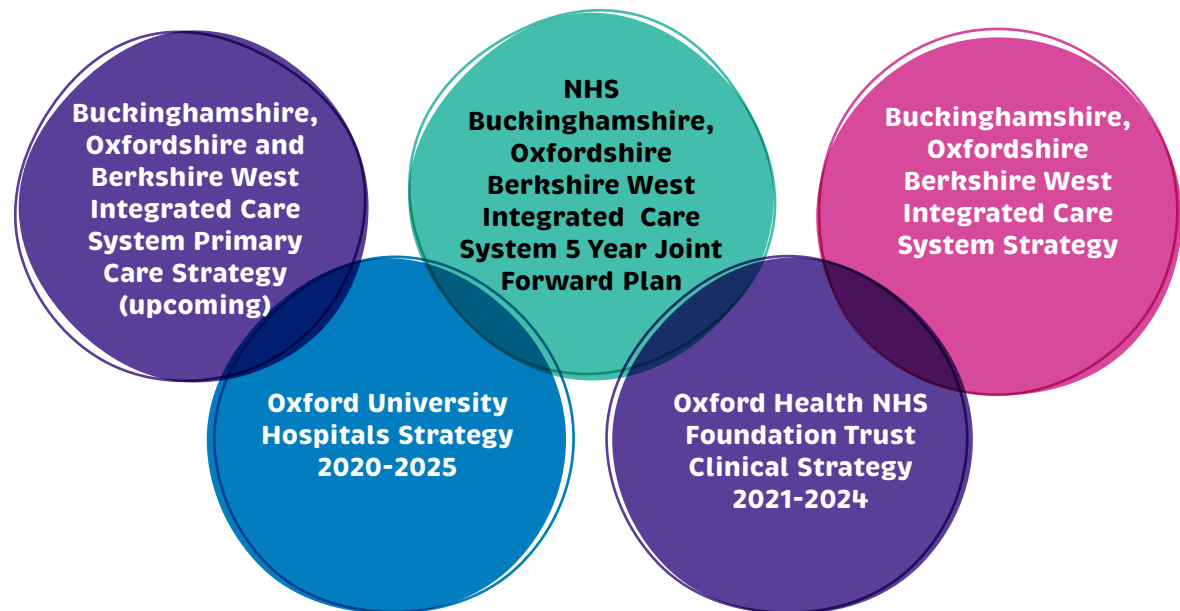 Buckinghamshire,
Oxfordshire and
Berkshire West
Integrated Care
System Primary
Care Strategy
(upcoming)
NHS
Buckinghamshire,
Oxfordshire
Berkshire West
Integrated Care
System 5 Year Joint
Forward Plan
Buckinghamshire,
Oxfordshire
Berkshire West
Integrated Care
System Strategy
Oxford University
Hospitals Strategy
2020-2025
Oxford Health NHS
Foundation Trust
Clinical Strategy
2021-2024